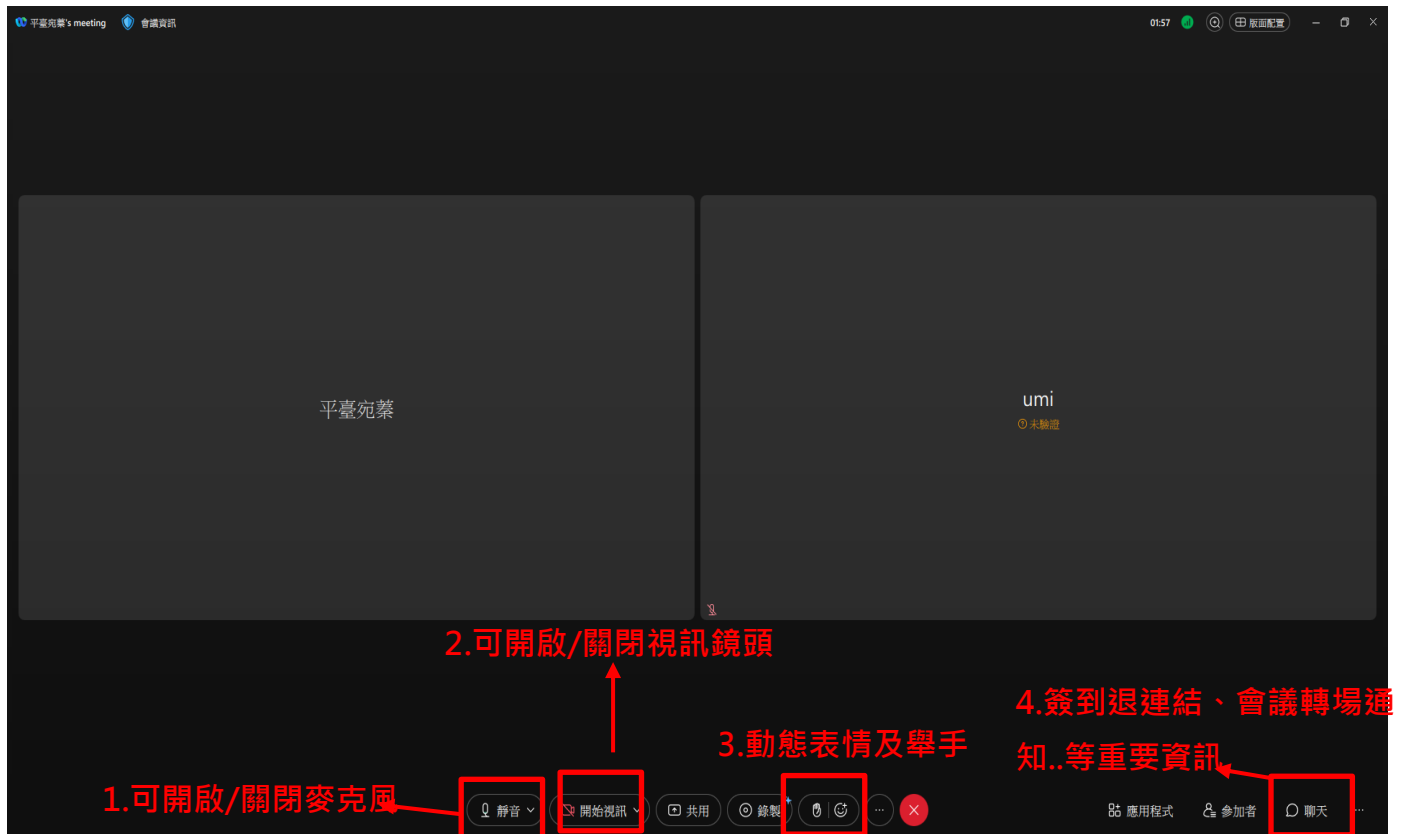 平臺宛蓁's meeting 會議資訊 01:57 版面配置
平臺宛蓁
umi
未驗證
2.可開啟/關閉視訊鏡頭
4.簽到退連結、會議轉場通
知..等重要資訊
3.動態表情及舉手
1.可開啟/關閉麥克風
靜音 開始視訊 共用 錄製 應用程式 參加者 聊天